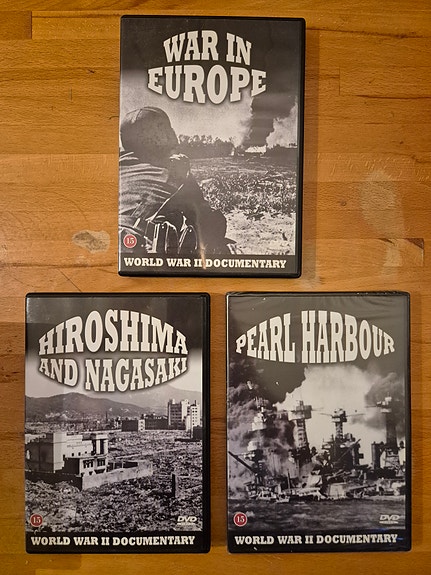 WAR IN
EUROPE
15
WORLD WAR II DOCUMENTARY
HIROSHIMA
AND NAGASAKI
15
DVD
WORLD WAR II DOCUMENTARY
PEARL HARBOUR
15
DVD
WORLD WAR II DOCUMENTARY